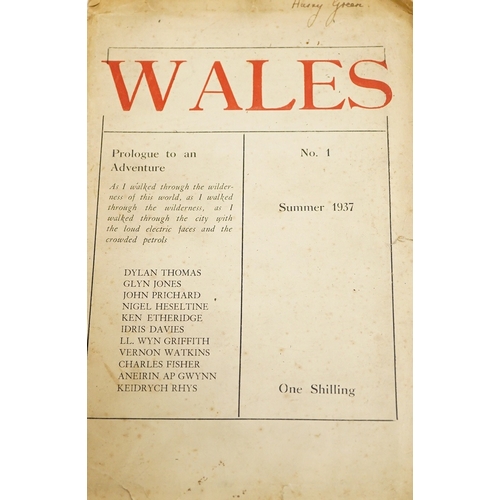 Harry Green
WALES
Prologue to an
Adventure
As I walked through the wilder-
ness of this world, as I walked
through the wilderness, as I
walked through the city with
the loud electric faces and the
crowded petrols
DYLAN THOMAS
GLYN JONES
JOHN PRICHARD
NIGEL HESELTINE
KEN ETHERIDGE
IDRIS DAVIES
LL. WYN GRIFFITH
VERNON WATKINS
CHARLES FISHER
ANEIRIN AP GWYNN
KEIDRYCH RHYS
No. 1
Summer 1937
One Shilling